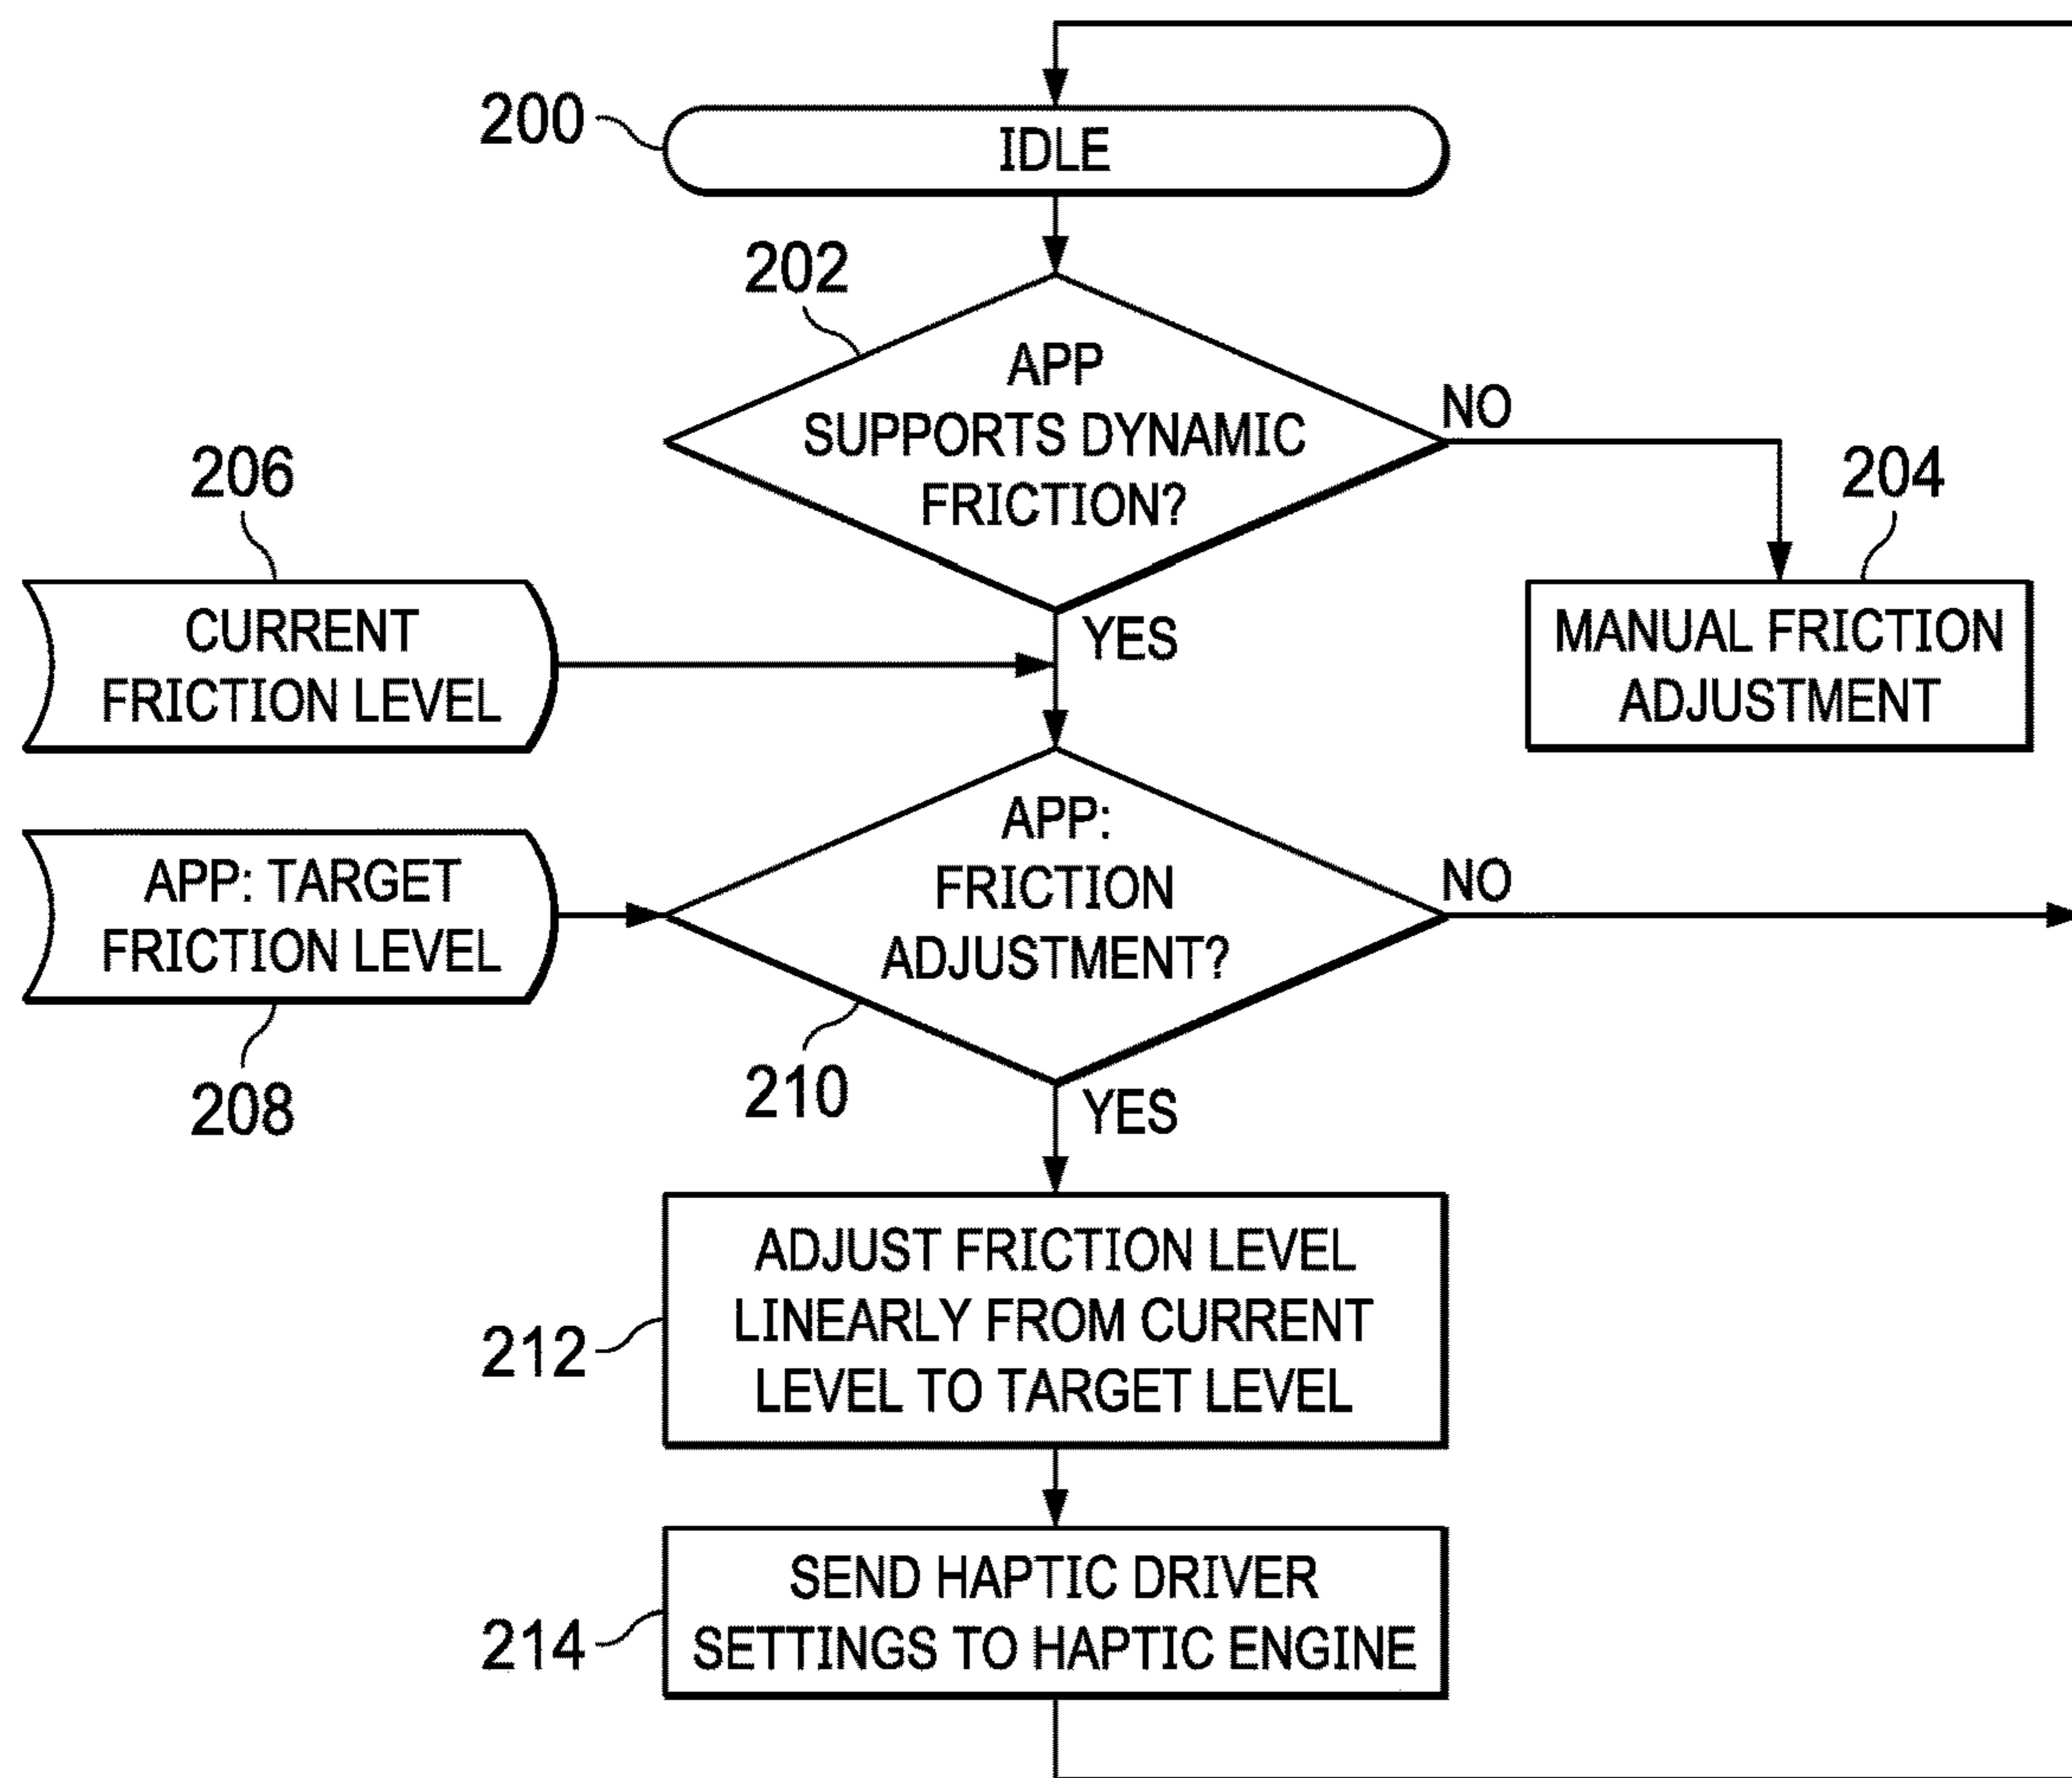 200
IDLE
202
APP
SUPPORTS DYNAMIC
FRICTION?
NO
YES
204
MANUAL FRICTION
ADJUSTMENT
206
CURRENT
FRICTION LEVEL
APP: TARGET
FRICTION LEVEL
208
APP:
FRICTION
ADJUSTMENT?
NO
210
YES
212
ADJUST FRICTION LEVEL
LINEARLY FROM CURRENT
LEVEL TO TARGET LEVEL
214
SEND HAPTIC DRIVER
SETTINGS TO HAPTIC ENGINE